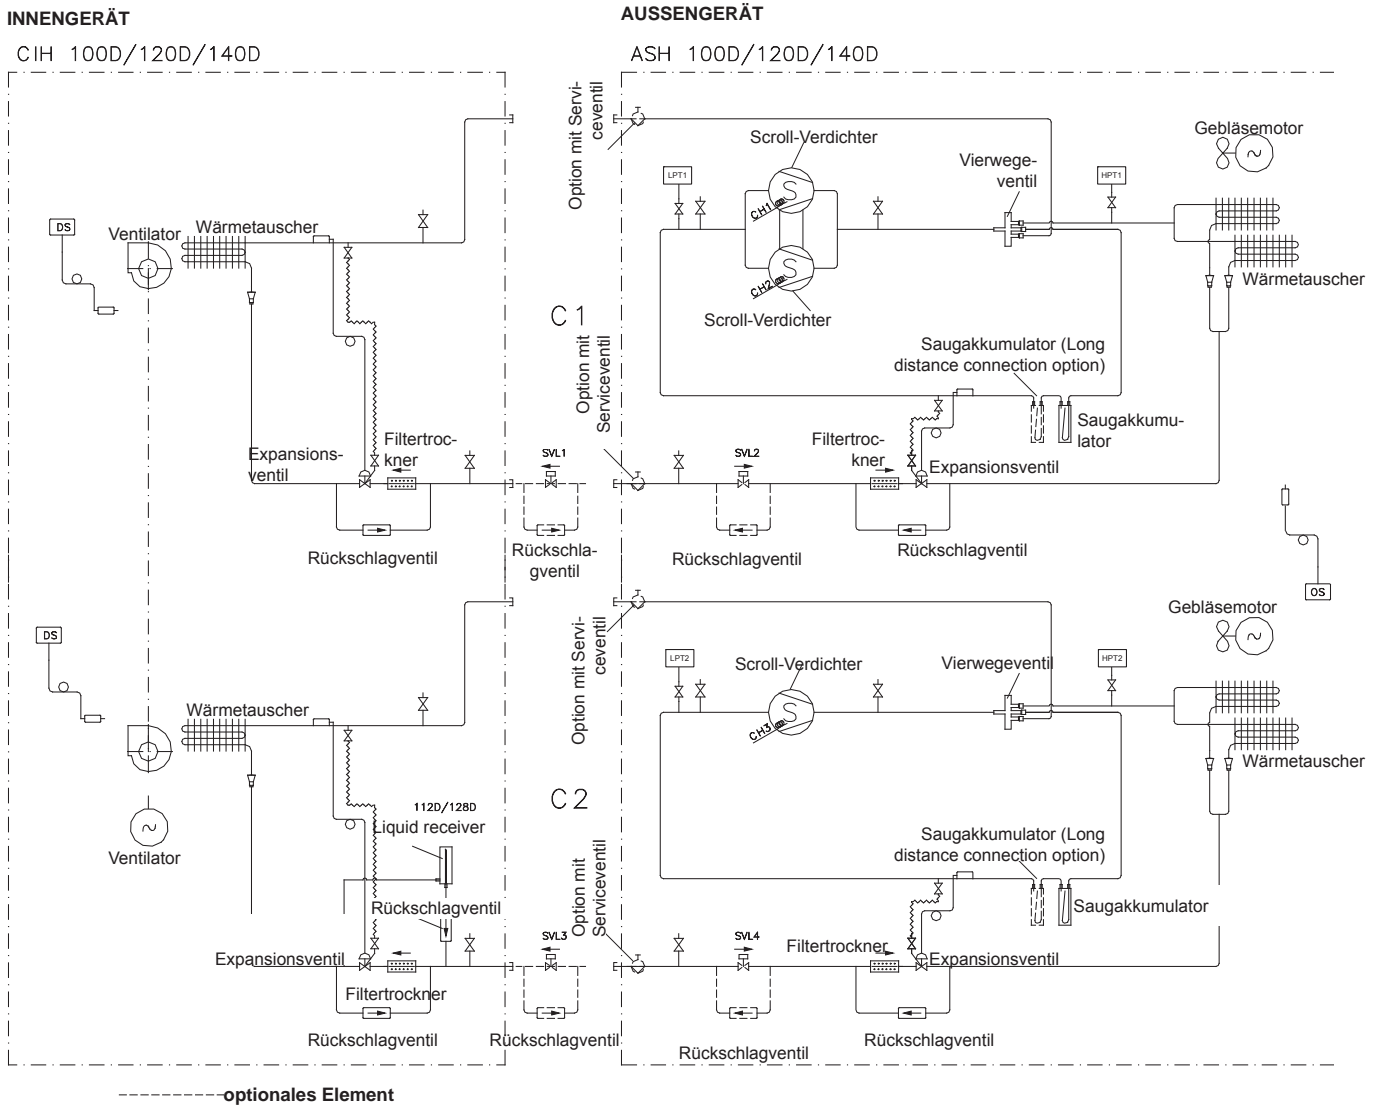 INNENGERÄT
AUSSENGERÄT
CIH 100D/120D/140D
ASH 100D/120D/140D
Option mit Servi-
ceventil
Scroll-Verdichter
Gebläsemotor
Vierwege-
ventil
LPT1
HPT1
CH1
DS
Ventilator
Wärmetauscher
CH2
Wärmetauscher
Scroll-Verdichter
C1
Option mit
Serviceventil
Saugakkumulator (Long
distance connection option)
Saugakkumu-
lator
Expansions-
ventil
Filtertroc-
kner
SVL1
SVL2
Filtertroc-
kner
Expansionsventil
Rückschlagventil
Rückschla-
gventil
Rückschlagventil
Rückschlagventil
OS
Gebläsemotor
DS
Option mit Servi-
ceventil
LPT2
Scroll-Verdichter
Vierwegeventil
HPT2
Wärmetauscher
CH3
Wärmetauscher
C2
112D/128D
Liquid receiver
Ventilator
Saugakkumulator (Long
distance connection option)
Option mit
Serviceventil
Rückschlagventil
Saugakkumulator
Expansionsventil
SVL3
SVL4
Filtertrockner
Expansionsventil
Filtertrockner
Rückschlagventil
Rückschlagventil
Rückschlagventil
Rückschlagventil
optionales Element